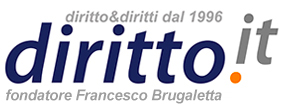 diritto&diritti dal 1996
diritto.it
fondatore Francesco Brugaletta